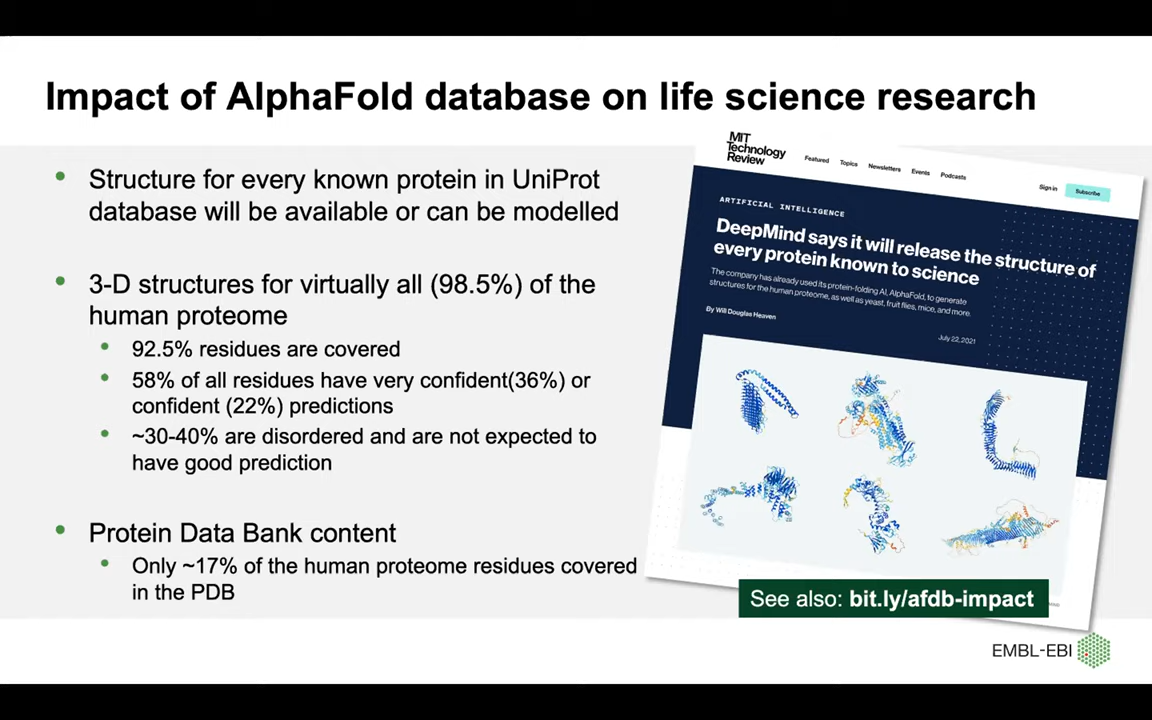 Impact of AlphaFold database on life science research
Structure for every known protein in UniProt
database will be available or can be modelled
3-D structures for virtually all (98.5%) of the
human proteome
92.5% residues are covered
58% of all residues have very confident(36%) or
confident (22%) predictions
~30-40% are disordered and are not expected to
have good prediction
Protein Data Bank content
Only ~17% of the human proteome residues covered
in the PDB
MIT
Technology
Review
Featured Topics Newsletters Events Podcasts
Sign in Subscribe
ARTIFICIAL INTELLIGENCE
DeepMind says it will release the structure of
every protein known to science
The company has already used its protein-folding AI, AlphaFold, to generate
structures for the human proteome, as well as yeast, fruit flies, mice, and more.
By Will Douglas Heaven
July 22, 2021
See also: bit.ly/afdb-impact
EMBL-EBI